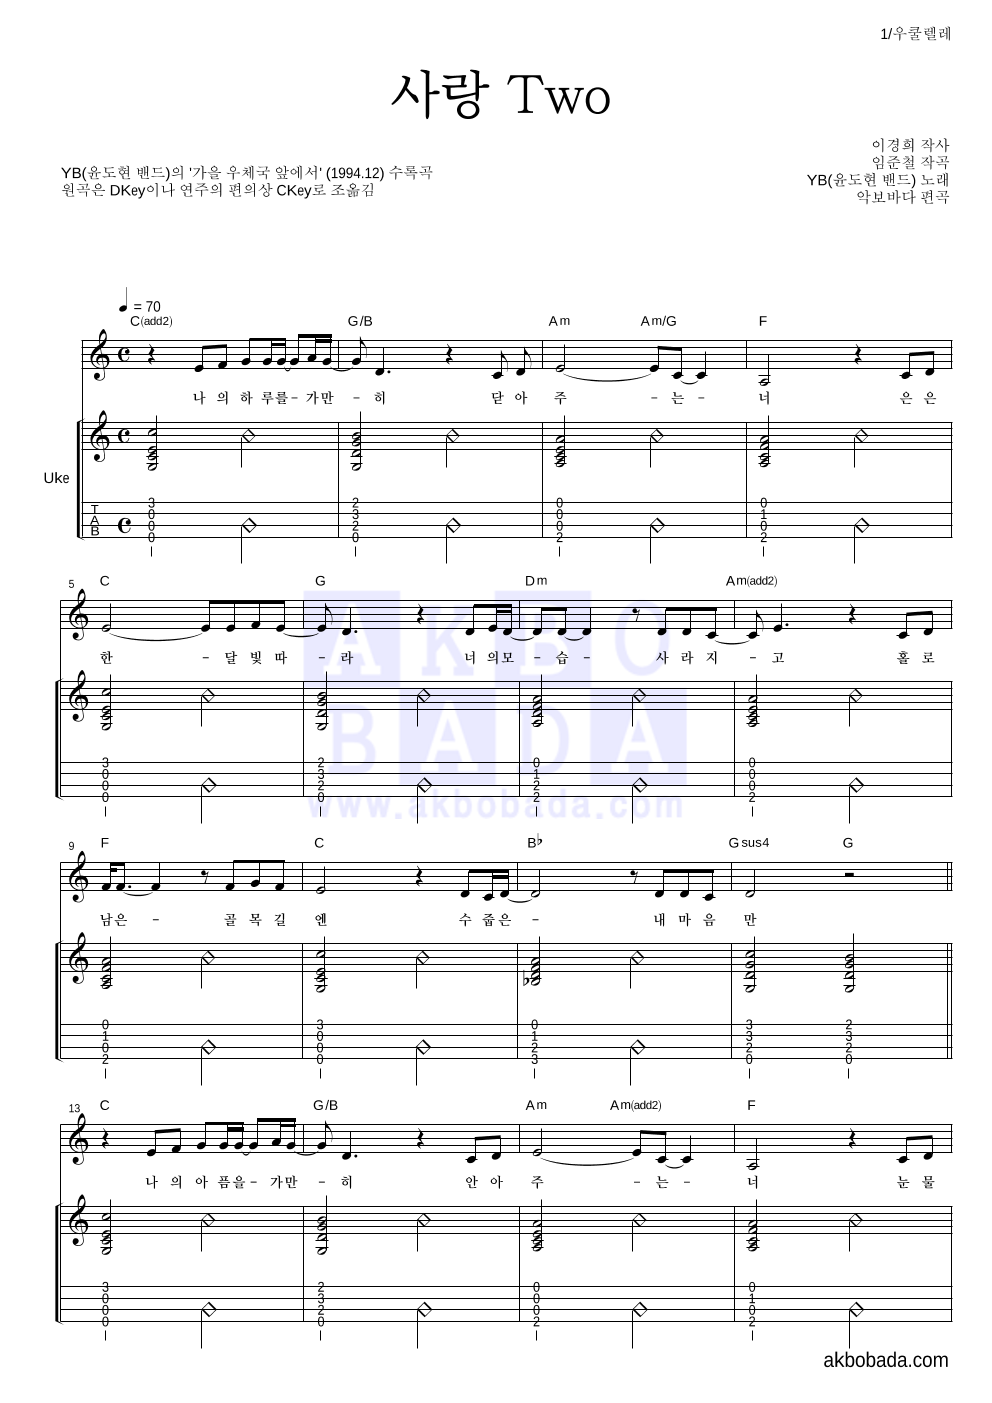 1/우쿨렐레
사랑 Two
이경희 작사
임준철 작곡
YB(윤도현 밴드)의 '가을 우체국 앞에서' (1994.12) 수록곡
YB(윤도현 밴드) 노래
원곡은 DKey이나 연주의 편의상 CKey로 조옮김
악보바다 편곡
= 70
C(add2) G/B Am Am/G F
나 의 하 루를- 가만 - 히 닫 아 주 - 는 - 너 은 은
Uke
T A B
3 0 0 0 2 3 2 0 0 0 0 2 0 1 0 2
5 C G Dm Am(add2)
한 - 달 빛 따 - 라 너 의모 - 습 - 사 라 지 - 고 홀 로
3 0 0 0 2 3 2 0 0 1 2 2 0 0 0 2
AKBO
BADA
www.akbobada.com
9 F C B♭ Gsus4 G
남은 - 골 목 길 엔 수 줍은 - 내 마 음 만
0 1 0 2 3 0 0 0 0 1 2 3 3 3 2 0 2 3 2 0
13 C G/B Am Am(add2) F
나 의 아 픔을- 가만 - 히 안 아 주 - 는 - 너 눈 물
3 0 0 0 2 3 2 0 0 0 0 2 0 1 0 2
akbobada.com